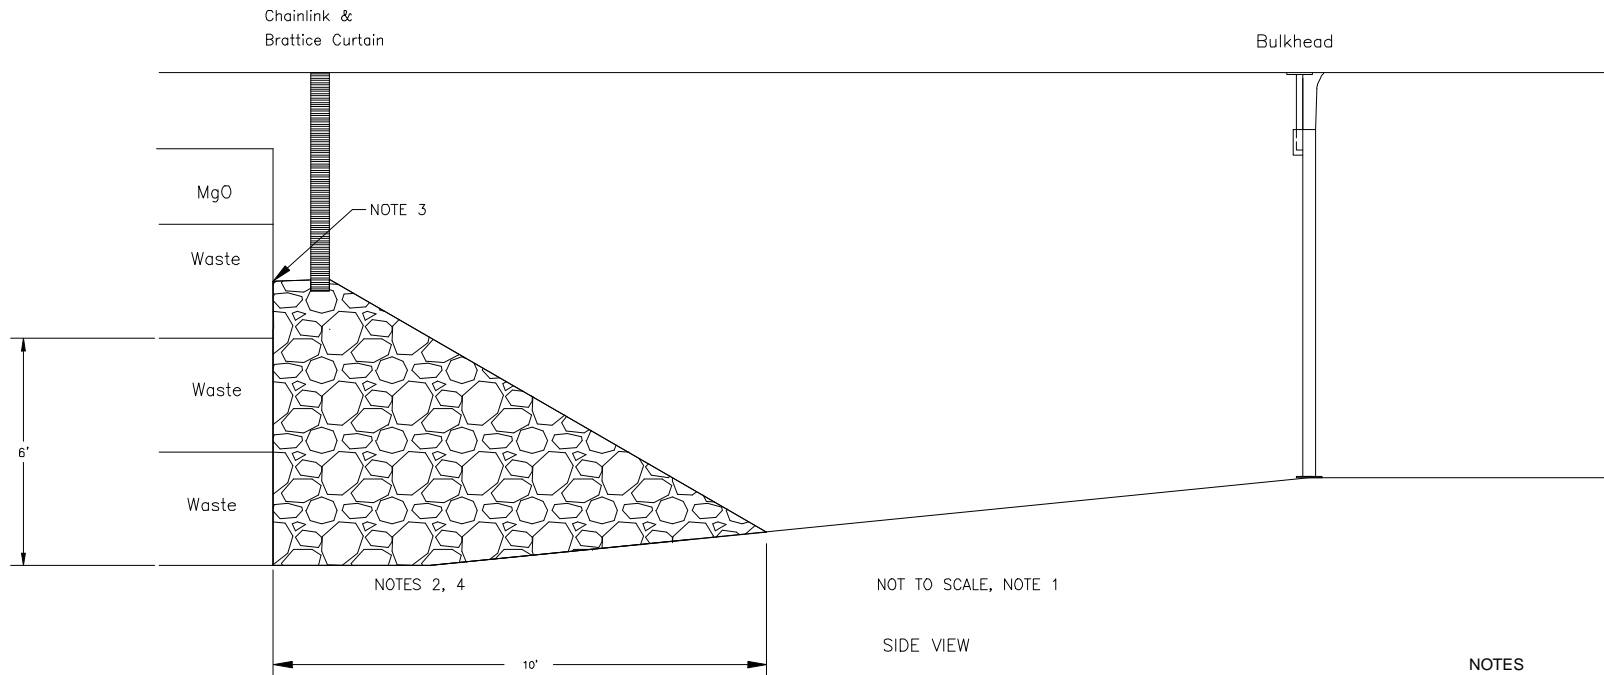 Chainlink &
Brattice Curtain
Bulkhead
MgO
NOTE 3
Waste
Waste
6'
Waste
NOTES 2, 4
NOT TO SCALE, NOTE 1
SIDE VIEW
10'
NOTES